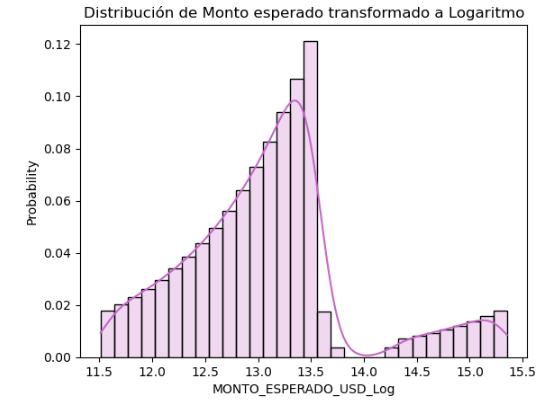 Distribución de Monto esperado transformado a Logaritmo
0.12
0.10
0.08
0.06
0.04
0.02
0.00
Probability
11.5 12.0 12.5 13.0 13.5 14.0 14.5 15.0 15.5
MONTO_ESPERADO_USD_Log